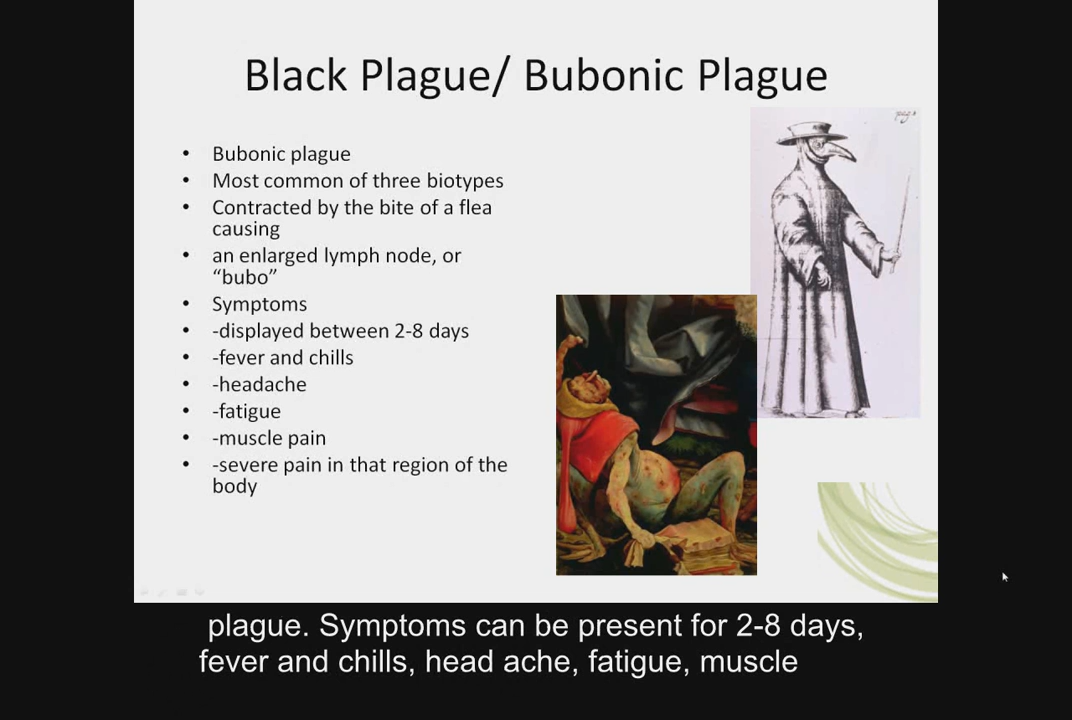 Black Plague/ Bubonic Plague
• Bubonic plague
• Most common of three biotypes
• Contracted by the bite of a flea
causing
• an enlarged lymph node, or
“bubo”
• Symptoms
• -displayed between 2-8 days
• -fever and chills
• -headache
• -fatigue
• -muscle pain
• -severe pain in that region of the
body
plague. Symptoms can be present for 2-8 days,
fever and chills, head ache, fatigue, muscle